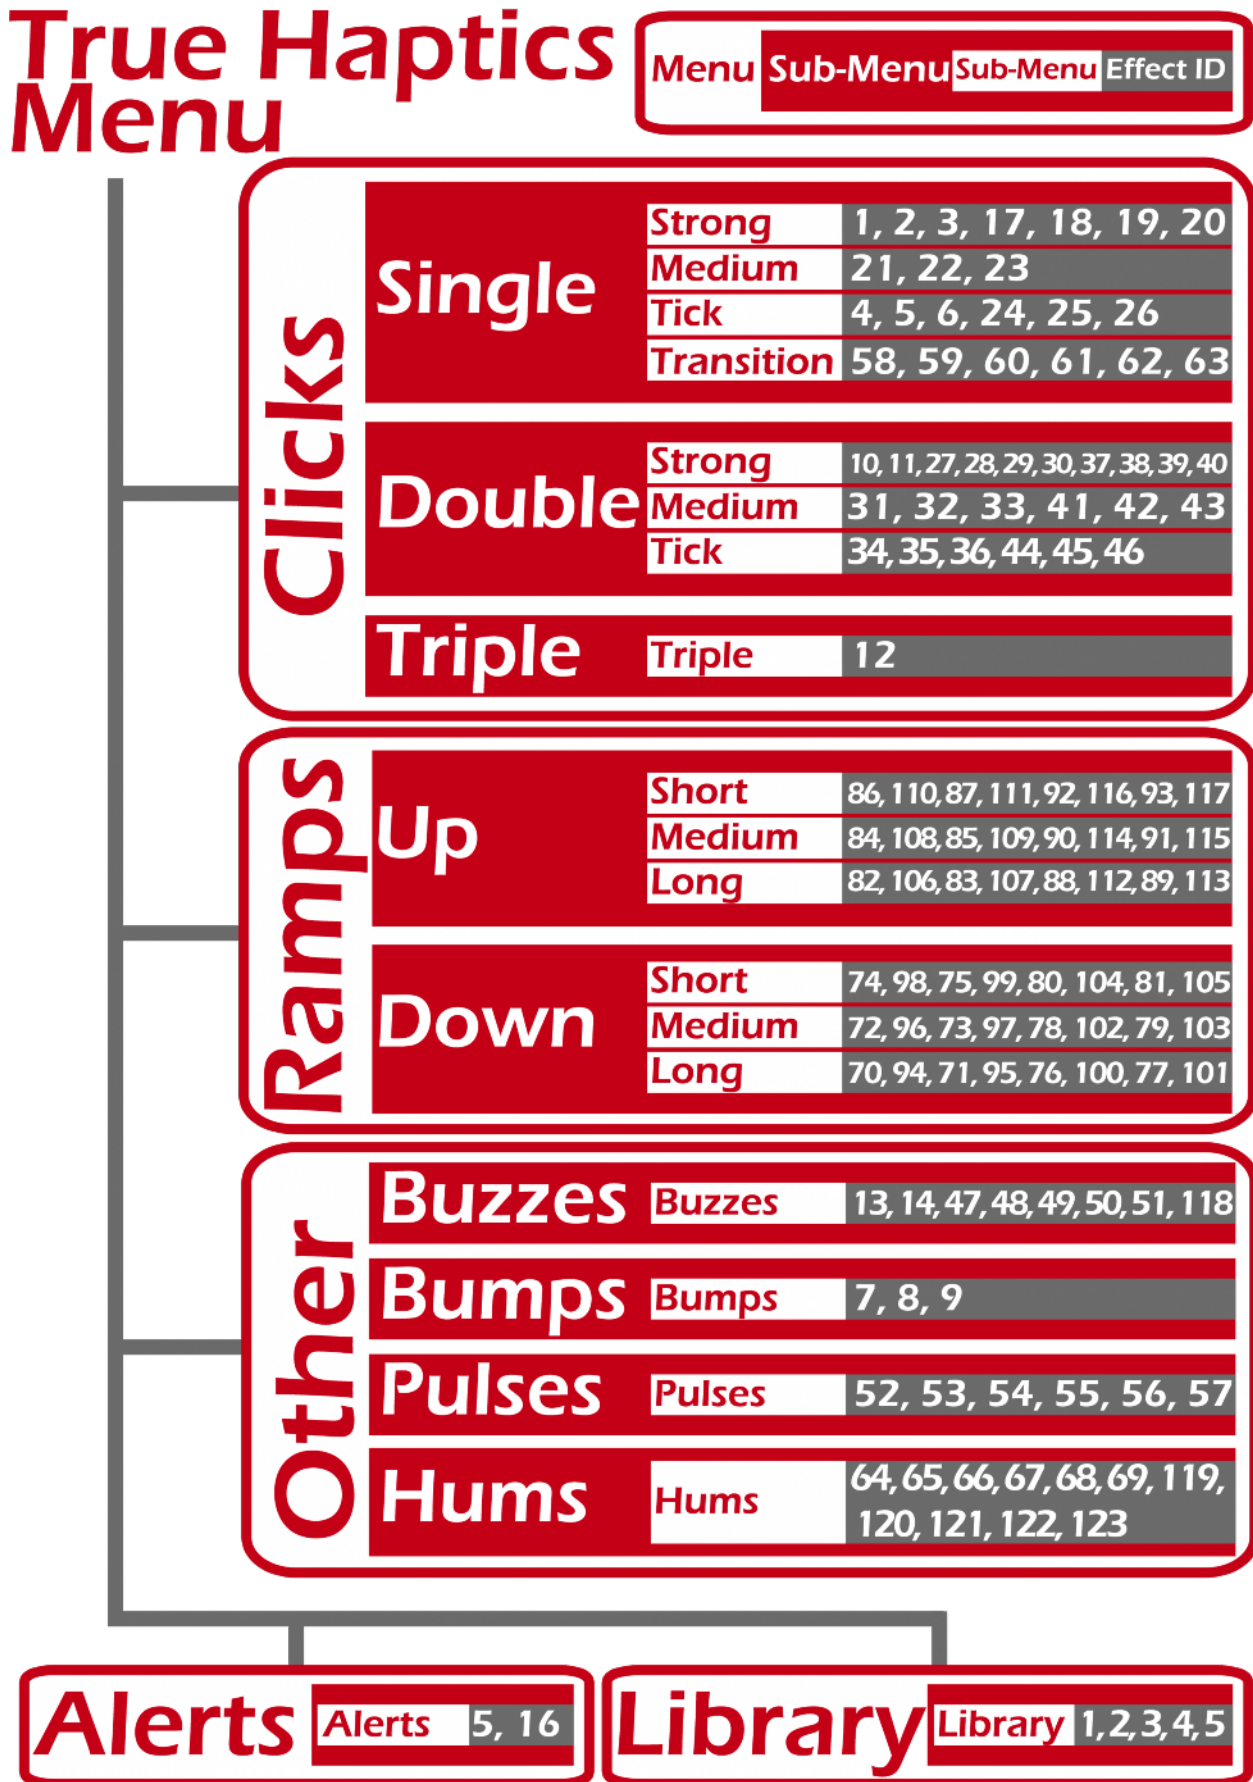 True Haptics
Menu
Menu Sub-Menu Sub-Menu Effect ID
Clicks
Single
Strong 1, 2, 3, 17, 18, 19, 20
Medium 21, 22, 23
Tick 4, 5, 6, 24, 25, 26
Transition 58, 59, 60, 61, 62, 63
Double
Strong 10, 11, 27, 28, 29, 30, 37, 38, 39, 40
Medium 31, 32, 33, 41, 42, 43
Tick 34, 35, 36, 44, 45, 46
Triple
Triple 12
Ramps
Up
Short 86, 110, 87, 111, 92, 116, 93, 117
Medium 84, 108, 85, 109, 90, 114, 91, 115
Long 82, 106, 83, 107, 88, 112, 89, 113
Down
Short 74, 98, 75, 99, 80, 104, 81, 105
Medium 72, 96, 73, 97, 78, 102, 79, 103
Long 70, 94, 71, 95, 76, 100, 77, 101
Other
Buzzes Buzzes 13, 14, 47, 48, 49, 50, 51, 118
Bumps Bumps 7, 8, 9
Pulses Pulses 52, 53, 54, 55, 56, 57
Hums Hums 64, 65, 66, 67, 68, 69, 119,
120, 121, 122, 123
Alerts Alerts 5, 16
Library Library 1,2,3,4,5